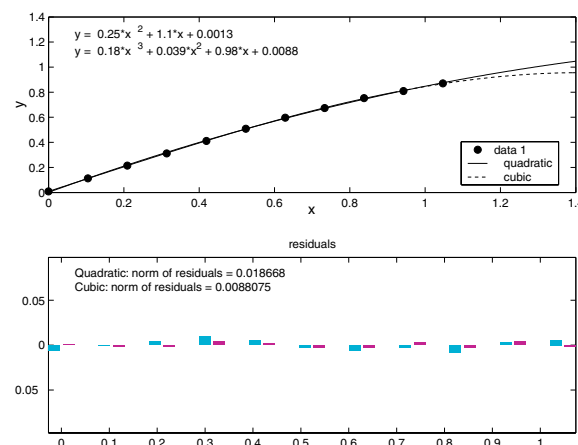 1.4
1.2
1
0.8
0.6
0.4
0.2
0
y
y = 0.25*x 2 + 1.1*x + 0.0013
y = 0.18*x 3 + 0.039*x2 + 0.98*x + 0.0088
data 1
quadratic
cubic
0 0.2 0.4 0.6 0.8 1 1.2 1.4
x
residuals
Quadratic: norm of residuals = 0.018668
Cubic: norm of residuals = 0.0088075
0.05
0
0.05
0 0.1 0.2 0.3 0.4 0.5 0.6 0.7 0.8 0.9 1